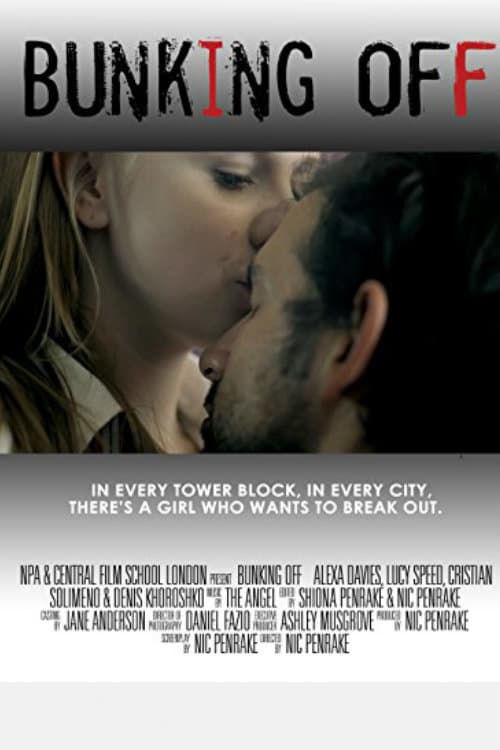 BUNKING OFF
IN EVERY TOWER BLOCK, IN EVERY CITY,
THERE'S A GIRL WHO WANTS TO BREAK OUT.
NPA & CENTRAL FILM SCHOOL LONDON PRESENT BUNKING OFF ALEXA DAVIES, LUCY SPEED, CRISTIAN
SOLIMENO & DENIS KHOROSHKO MUSIC BY THE ANGEL EDITED BY SHIONA PENRAKE & NIC PENRAKE
CASTING BY JANE ANDERSON DIRECTOR OF PHOTOGRAPHY DANIEL FAZIO EXECUTIVE PRODUCER ASHLEY MUSGROVE PRODUCED BY NIC PENRAKE
SCREENPLAY BY NIC PENRAKE DIRECTED BY NIC PENRAKE